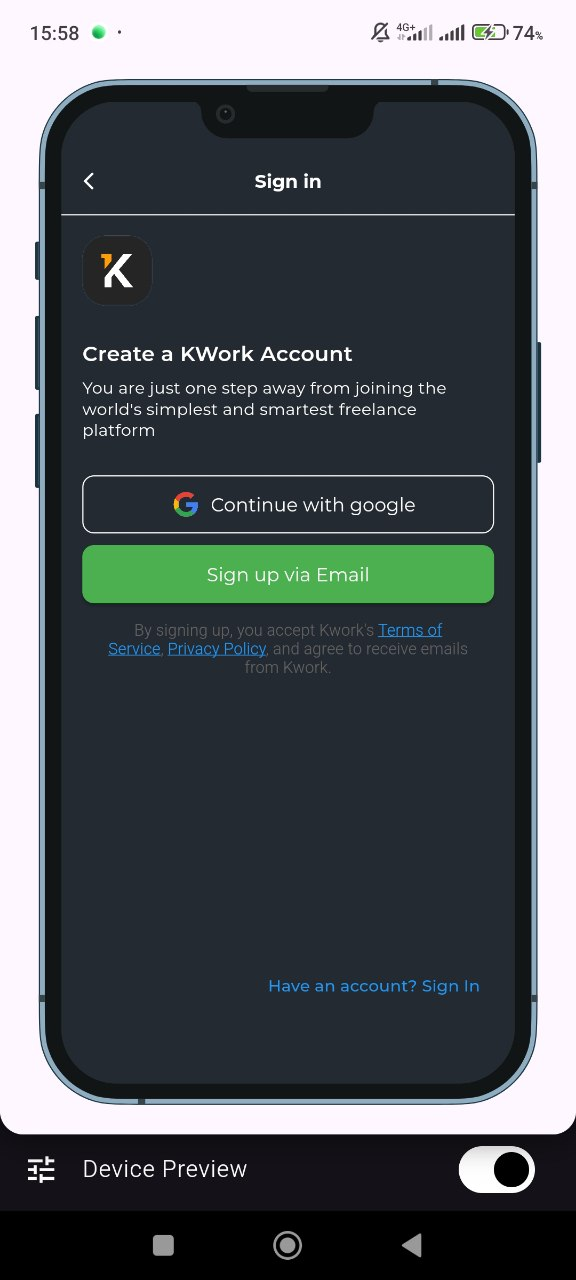 15:58
4G+
74%
Sign in
K
Create a KWork Account
You are just one step away from joining the
world's simplest and smartest freelance
platform
Continue with google
Sign up via Email
By signing up, you accept Kwork's Terms of
Service, Privacy Policy, and agree to receive emails
from Kwork.
Have an account? Sign In
Device Preview